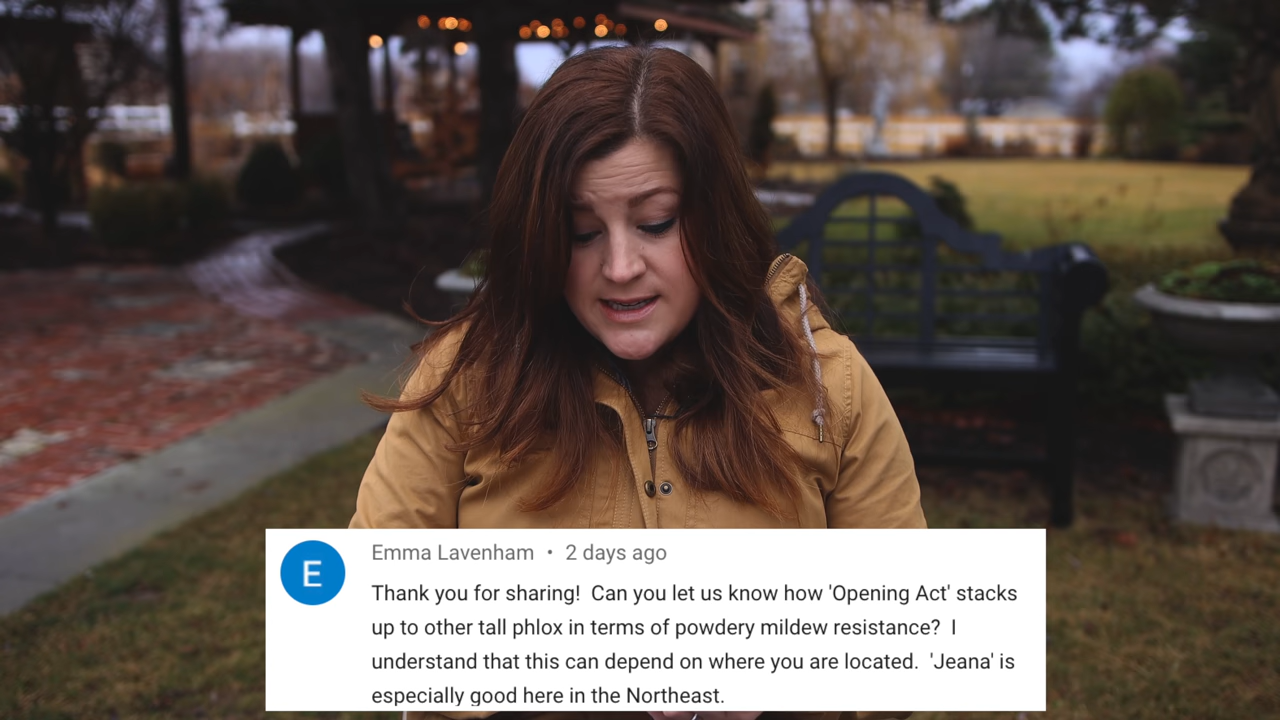 E
Emma Lavenham • 2 days ago
Thank you for sharing!  Can you let us know how 'Opening Act' stacks
up to other tall phlox in terms of powdery mildew resistance?  I
understand that this can depend on where you are located.  'Jeana' is
especially good here in the Northeast.